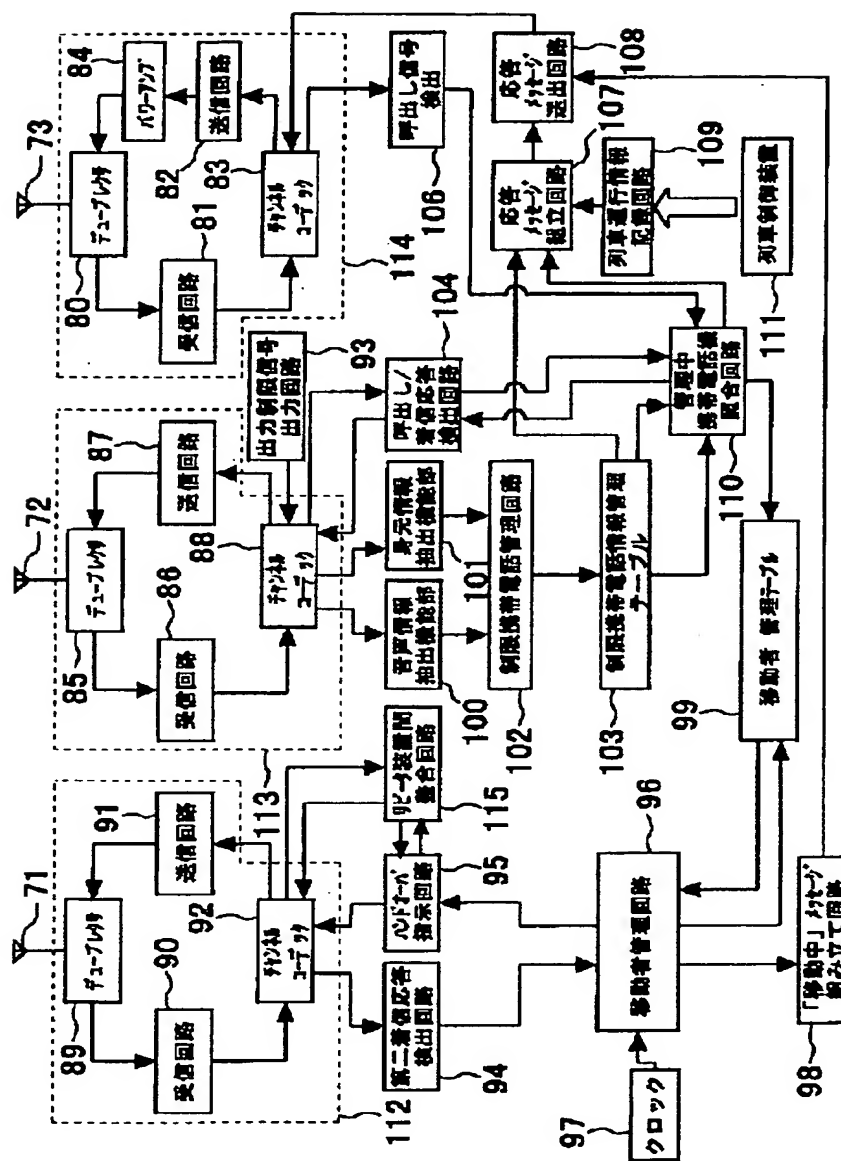 71
89
デュープレクサ
91
送信回路
90
受信回路
92
チャンネル
コーデック
112
113
72
85
デュープレクサ
87
送信回路
86
受信回路
88
チャンネル
コーデック
73
80
デュープレクサ
84
パワーアンプ
82
送信回路
83
チャンネル
コーデック
81
受信回路
114
93
出力制限信号
出力回路
94
第二着信応答
検出回路
95
ハンドオーバ
指示回路
115
リピータ装置間
整合回路
100
音声情報
抽出機能部
101
身元情報
抽出機能部
104
呼出し/
着信応答
検出回路
106
呼出し信号
検出
102
制限携帯電話管理回路
103
制限携帯電話情報管理
テーブル
107
応答
メッセージ
組立回路
108
応答
メッセージ
送出回路
109
列車運行情報
記録回路
111
列車制御装置
110
管理中
携帯電話機
照合回路
96
移動者管理回路
97
クロック
98
「移動中」メッセージ
組み立て回路
99
移動者 管理テーブル